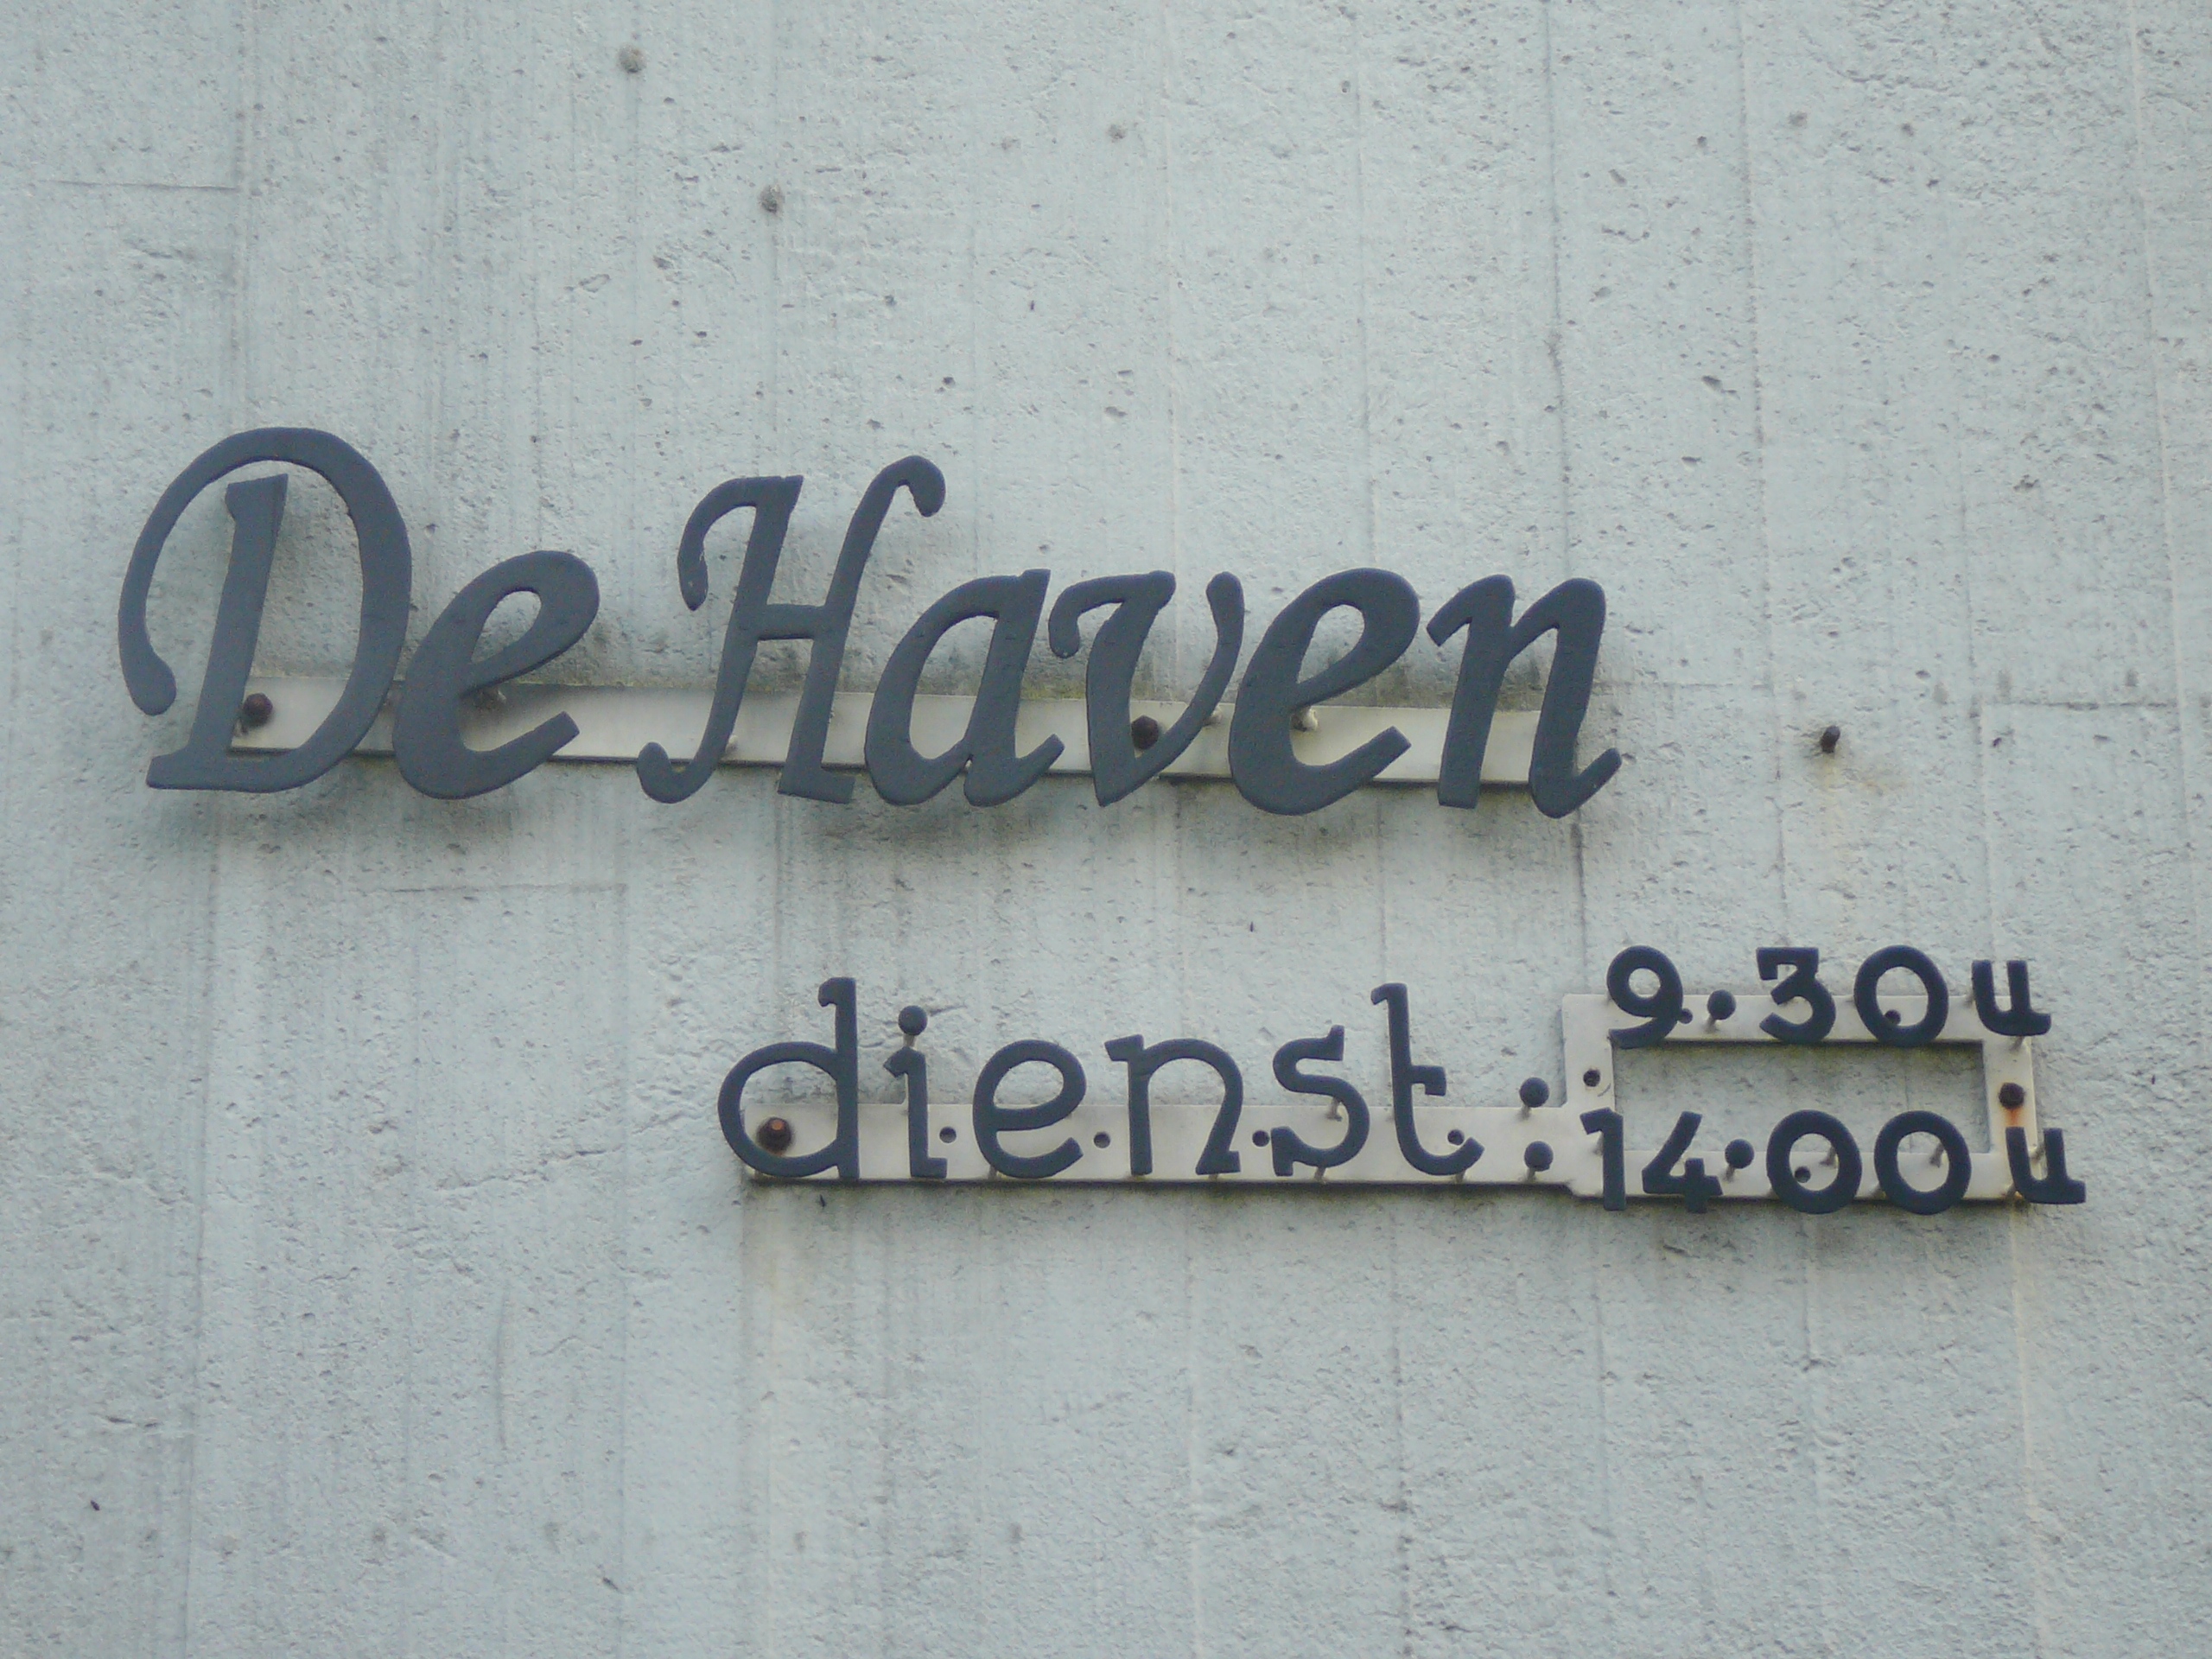 De Haven
dienst: 9.30u
14.00u